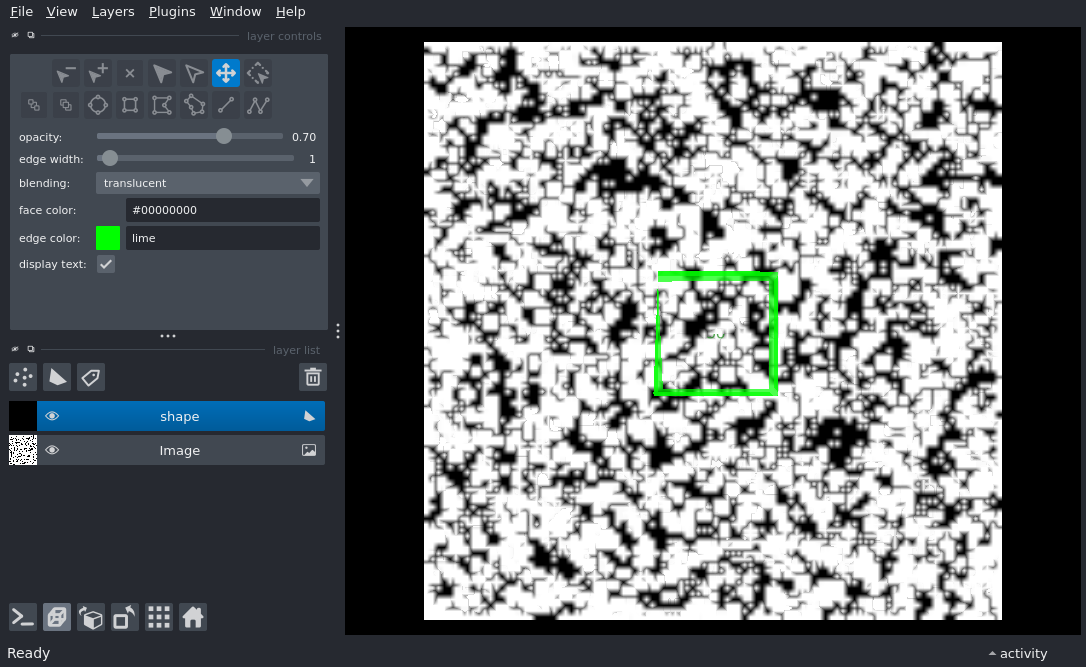 File View Layers Plugins Window Help
layer controls
opacity: 0.70
edge width: 1
blending: translucent
face color: #00000000
edge color: lime
display text:
layer list
shape
Image
Ready
activity